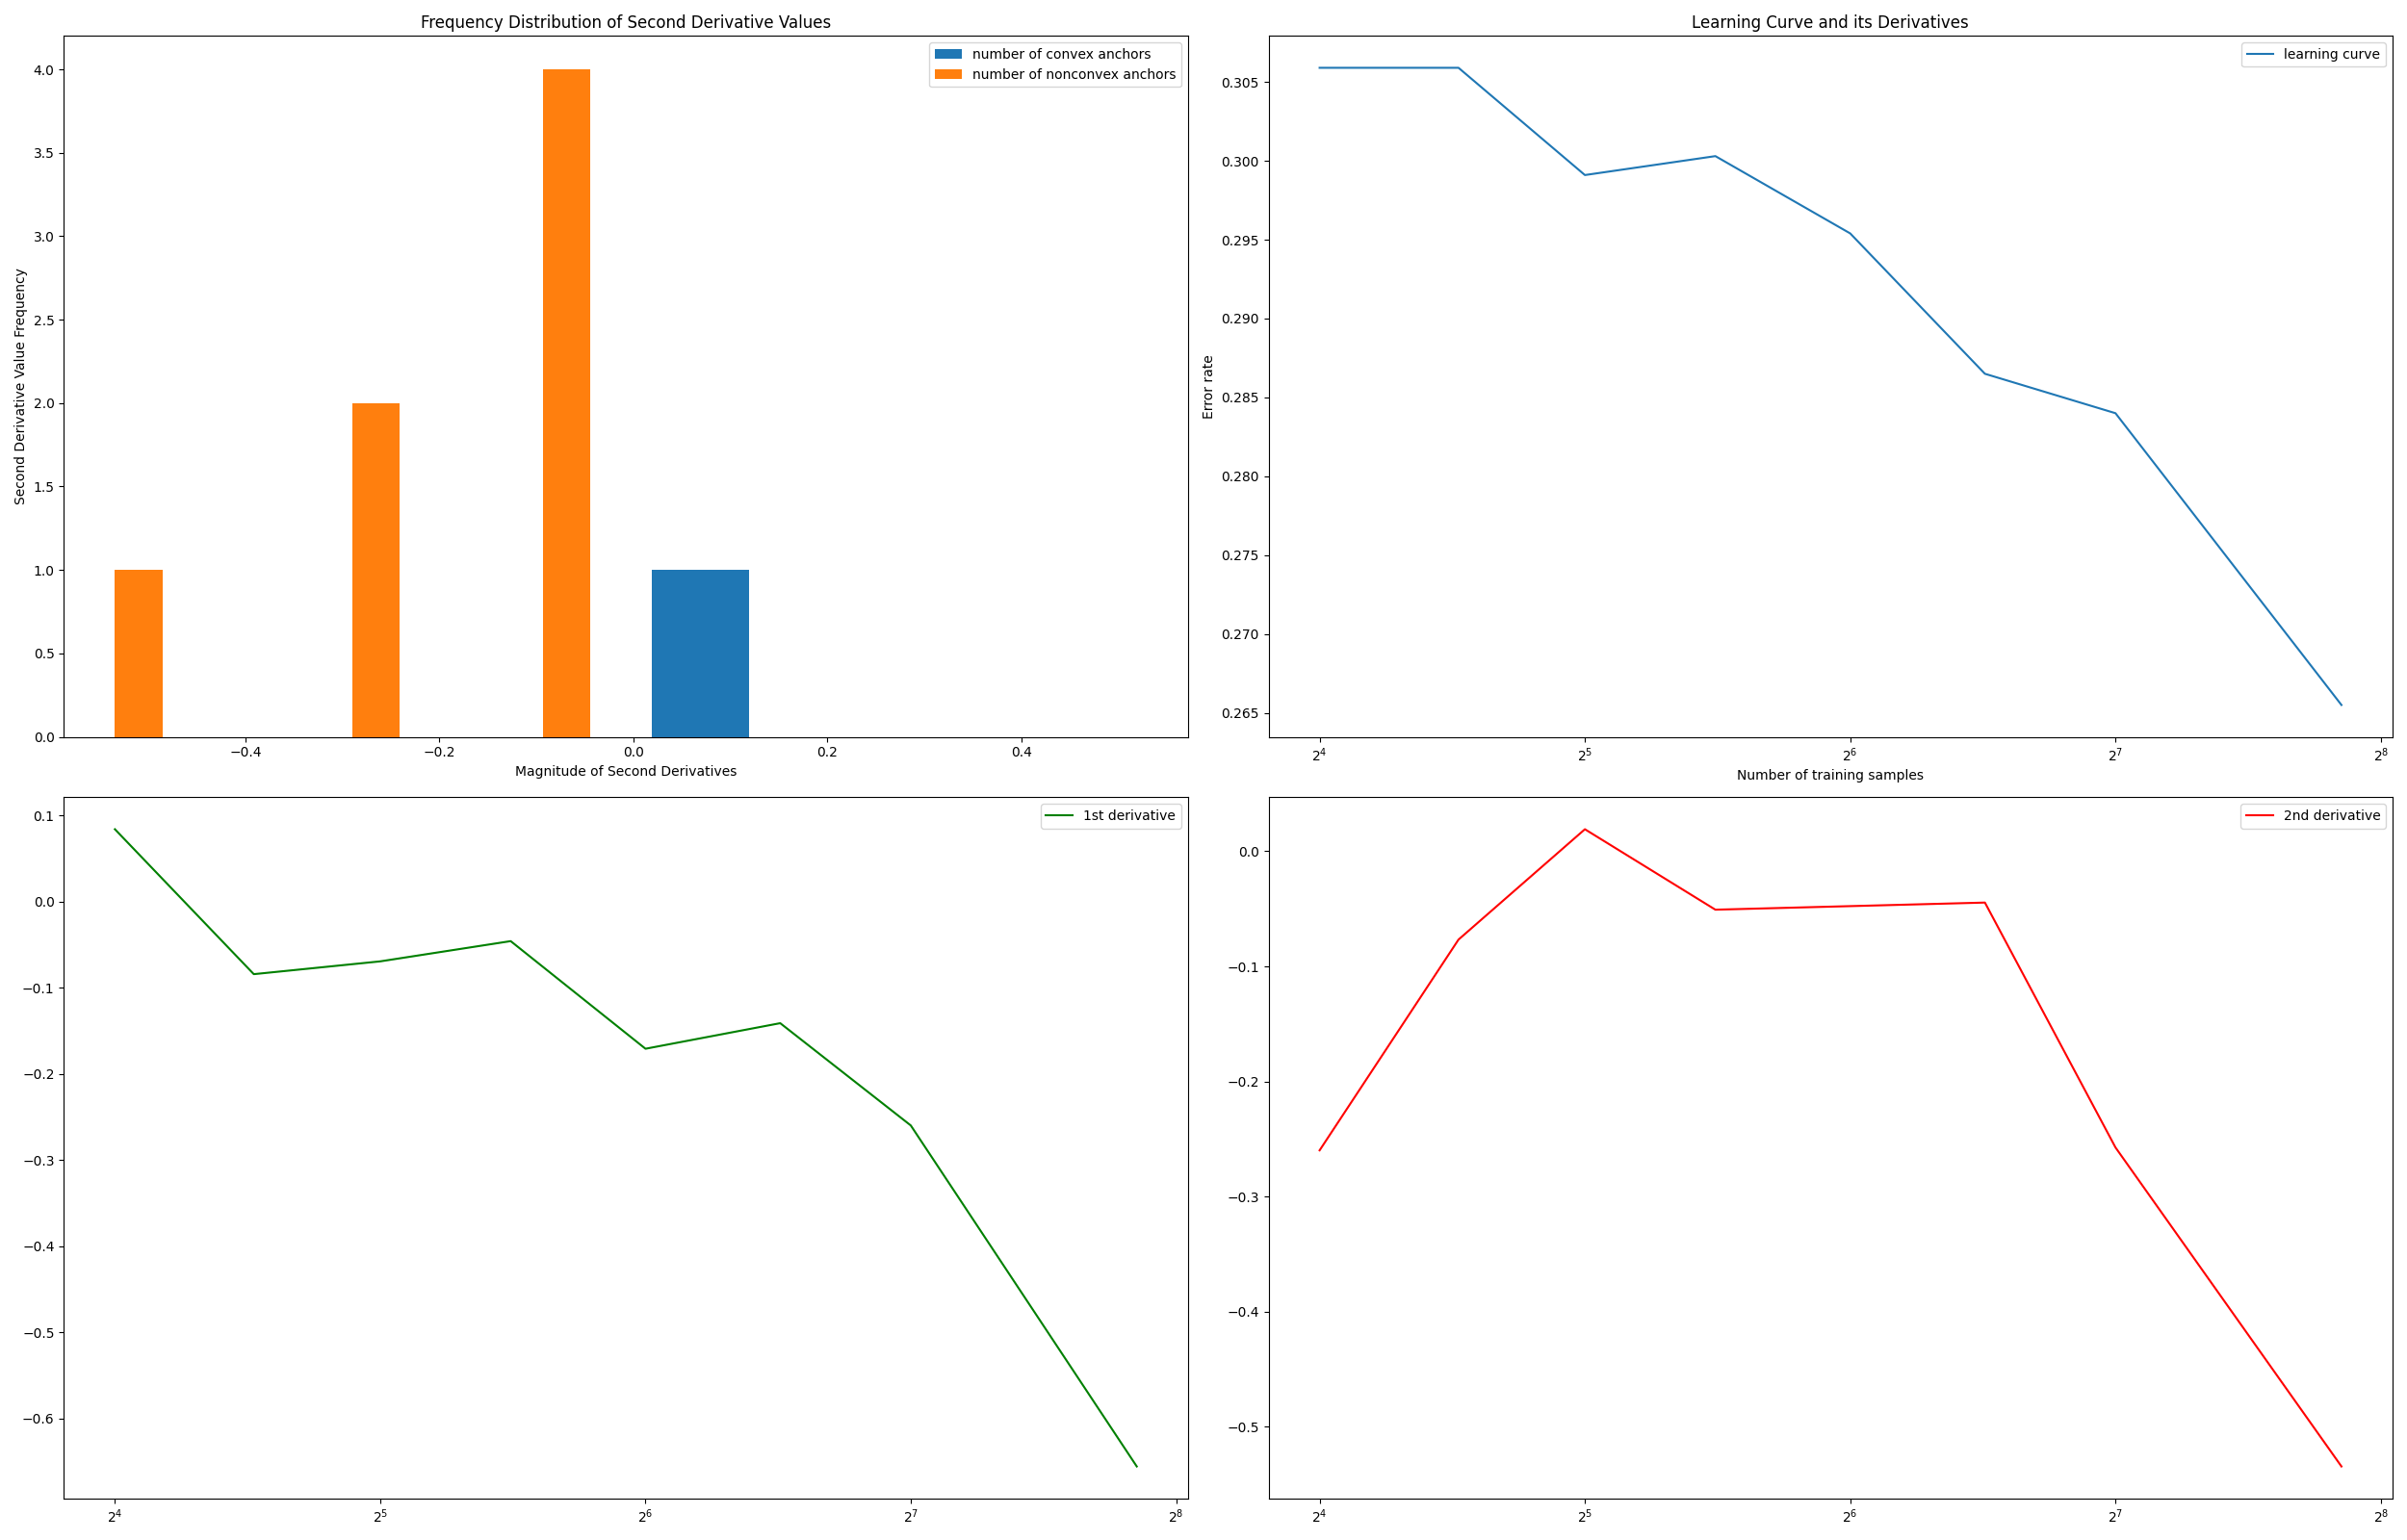 Frequency Distribution of Second Derivative Values
number of convex anchors
number of nonconvex anchors
Second Derivative Value Frequency
4.0
3.5
3.0
2.5
2.0
1.5
1.0
0.5
0.0
−0.4 −0.2 0.0 0.2 0.4
Magnitude of Second Derivatives
Learning Curve and its Derivatives
learning curve
Error rate
0.305
0.300
0.295
0.290
0.285
0.280
0.275
0.270
0.265
2⁴ 2⁵ 2⁶ 2⁷ 2⁸
Number of training samples
1st derivative
0.1
0.0
−0.1
−0.2
−0.3
−0.4
−0.5
−0.6
2⁴ 2⁵ 2⁶ 2⁷ 2⁸
2nd derivative
0.0
−0.1
−0.2
−0.3
−0.4
−0.5
2⁴ 2⁵ 2⁶ 2⁷ 2⁸